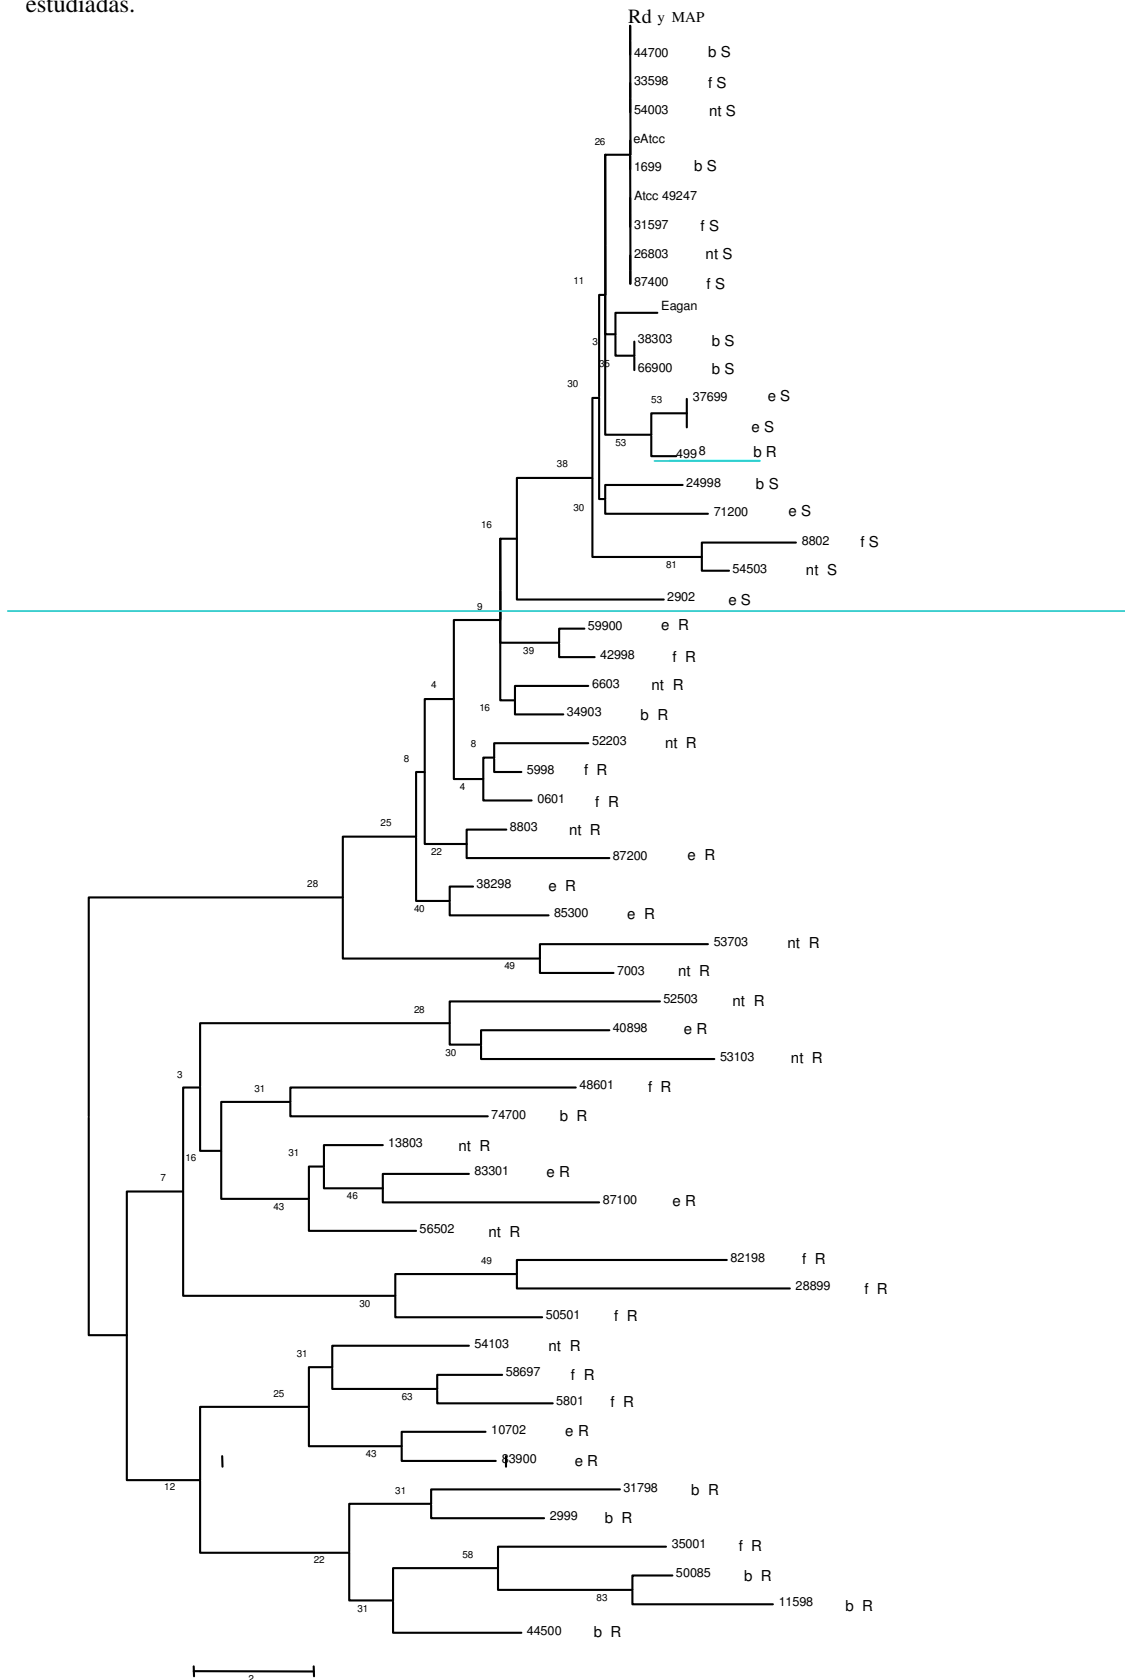 estudiadas.
Rd y MAP
44700 b S
33598 f S
54003 nt S
eAtcc
26
1699 b S
Atcc 49247
31597 f S
26803 nt S
11
87400 f S
Eagan
3
38303 b S
35
66900 b S
30
53
37699 e S
e S
53
4998 b R
38
24998 b S
30
71200 e S
16
8802 f S
81
54503 nt S
2902 e S
9
59900 e R
39
42998 f R
4
6603 nt R
16
34903 b R
8
52203 nt R
8
5998 f R
4
0601 f R
25
8803 nt R
22
87200 e R
28
38298 e R
40
85300 e R
53703 nt R
49
7003 nt R
28
52503 nt R
40898 e R
30
53103 nt R
3
31
48601 f R
74700 b R
16
31
13803 nt R
7
83301 e R
46
87100 e R
43
56502 nt R
49
82198 f R
28899 f R
30
50501 f R
31
54103 nt R
58697 f R
25
63
5801 f R
10702 e R
43
83900 e R
12
31
31798 b R
2999 b R
22
58
35001 f R
50085 b R
83
11598 b R
31
44500 b R
2